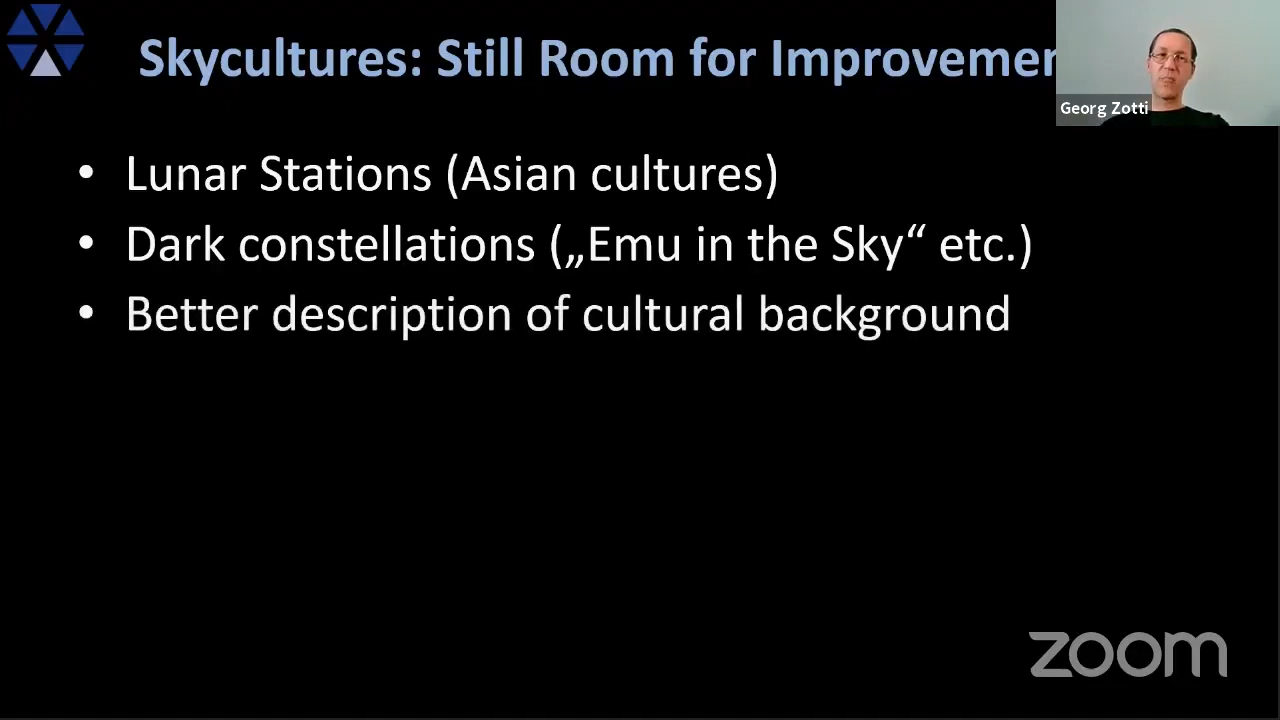 Skycultures: Still Room for Improvemen
Georg Zotti
• Lunar Stations (Asian cultures)
• Dark constellations („Emu in the Sky“ etc.)
• Better description of cultural background
zoom